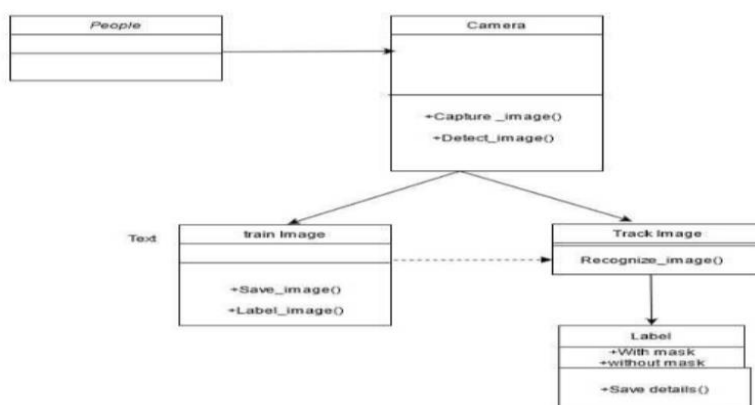 People
Camera
+Capture _image()
+Detect_image()
Text
train Image
+Save_image()
+Label_image()
Track Image
Recognize_image()
Label
+With mask
+without mask
+Save details()